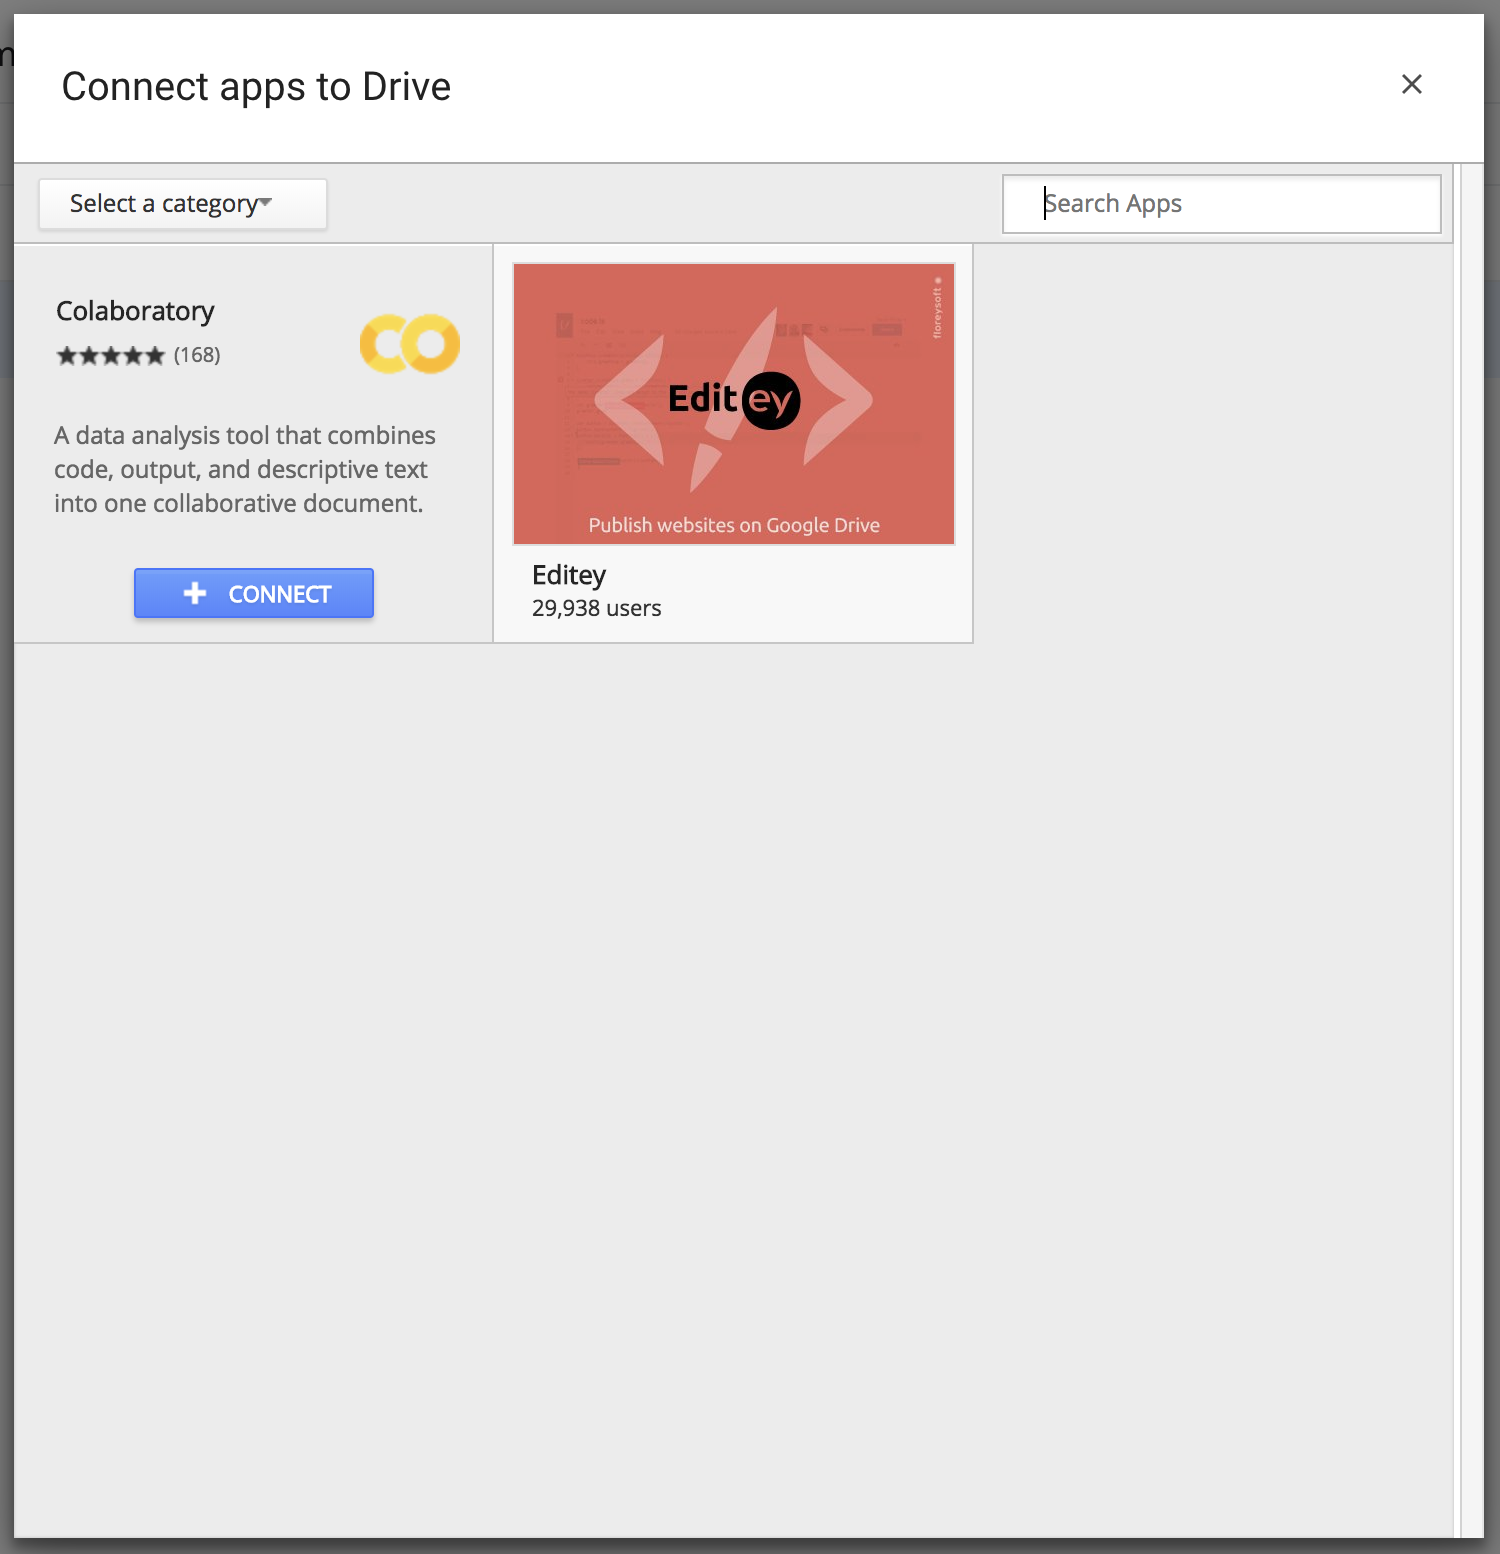 Connect apps to Drive
Select a category
Search Apps
Colaboratory
(168)
A data analysis tool that combines
code, output, and descriptive text
into one collaborative document.
CONNECT
floreysoft
Editey
Publish websites on Google Drive
Editey
29,938 users